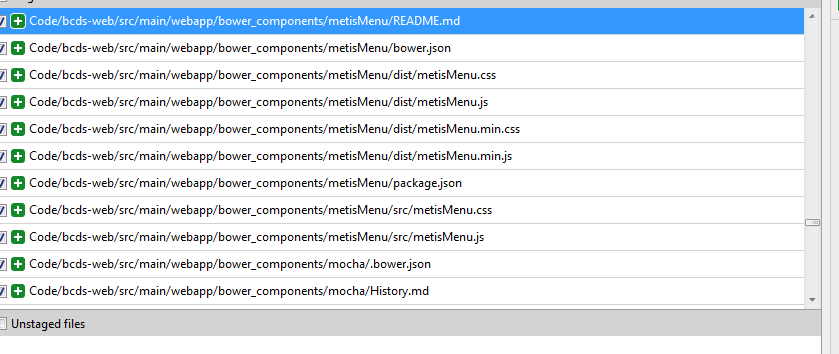 Code/bcds-web/src/main/webapp/bower_components/metisMenu/README.md
Code/bcds-web/src/main/webapp/bower_components/metisMenu/bower.json
Code/bcds-web/src/main/webapp/bower_components/metisMenu/dist/metisMenu.css
Code/bcds-web/src/main/webapp/bower_components/metisMenu/dist/metisMenu.js
Code/bcds-web/src/main/webapp/bower_components/metisMenu/dist/metisMenu.min.css
Code/bcds-web/src/main/webapp/bower_components/metisMenu/dist/metisMenu.min.js
Code/bcds-web/src/main/webapp/bower_components/metisMenu/package.json
Code/bcds-web/src/main/webapp/bower_components/metisMenu/src/metisMenu.css
Code/bcds-web/src/main/webapp/bower_components/metisMenu/src/metisMenu.js
Code/bcds-web/src/main/webapp/bower_components/mocha/.bower.json
Code/bcds-web/src/main/webapp/bower_components/mocha/History.md
Unstaged files